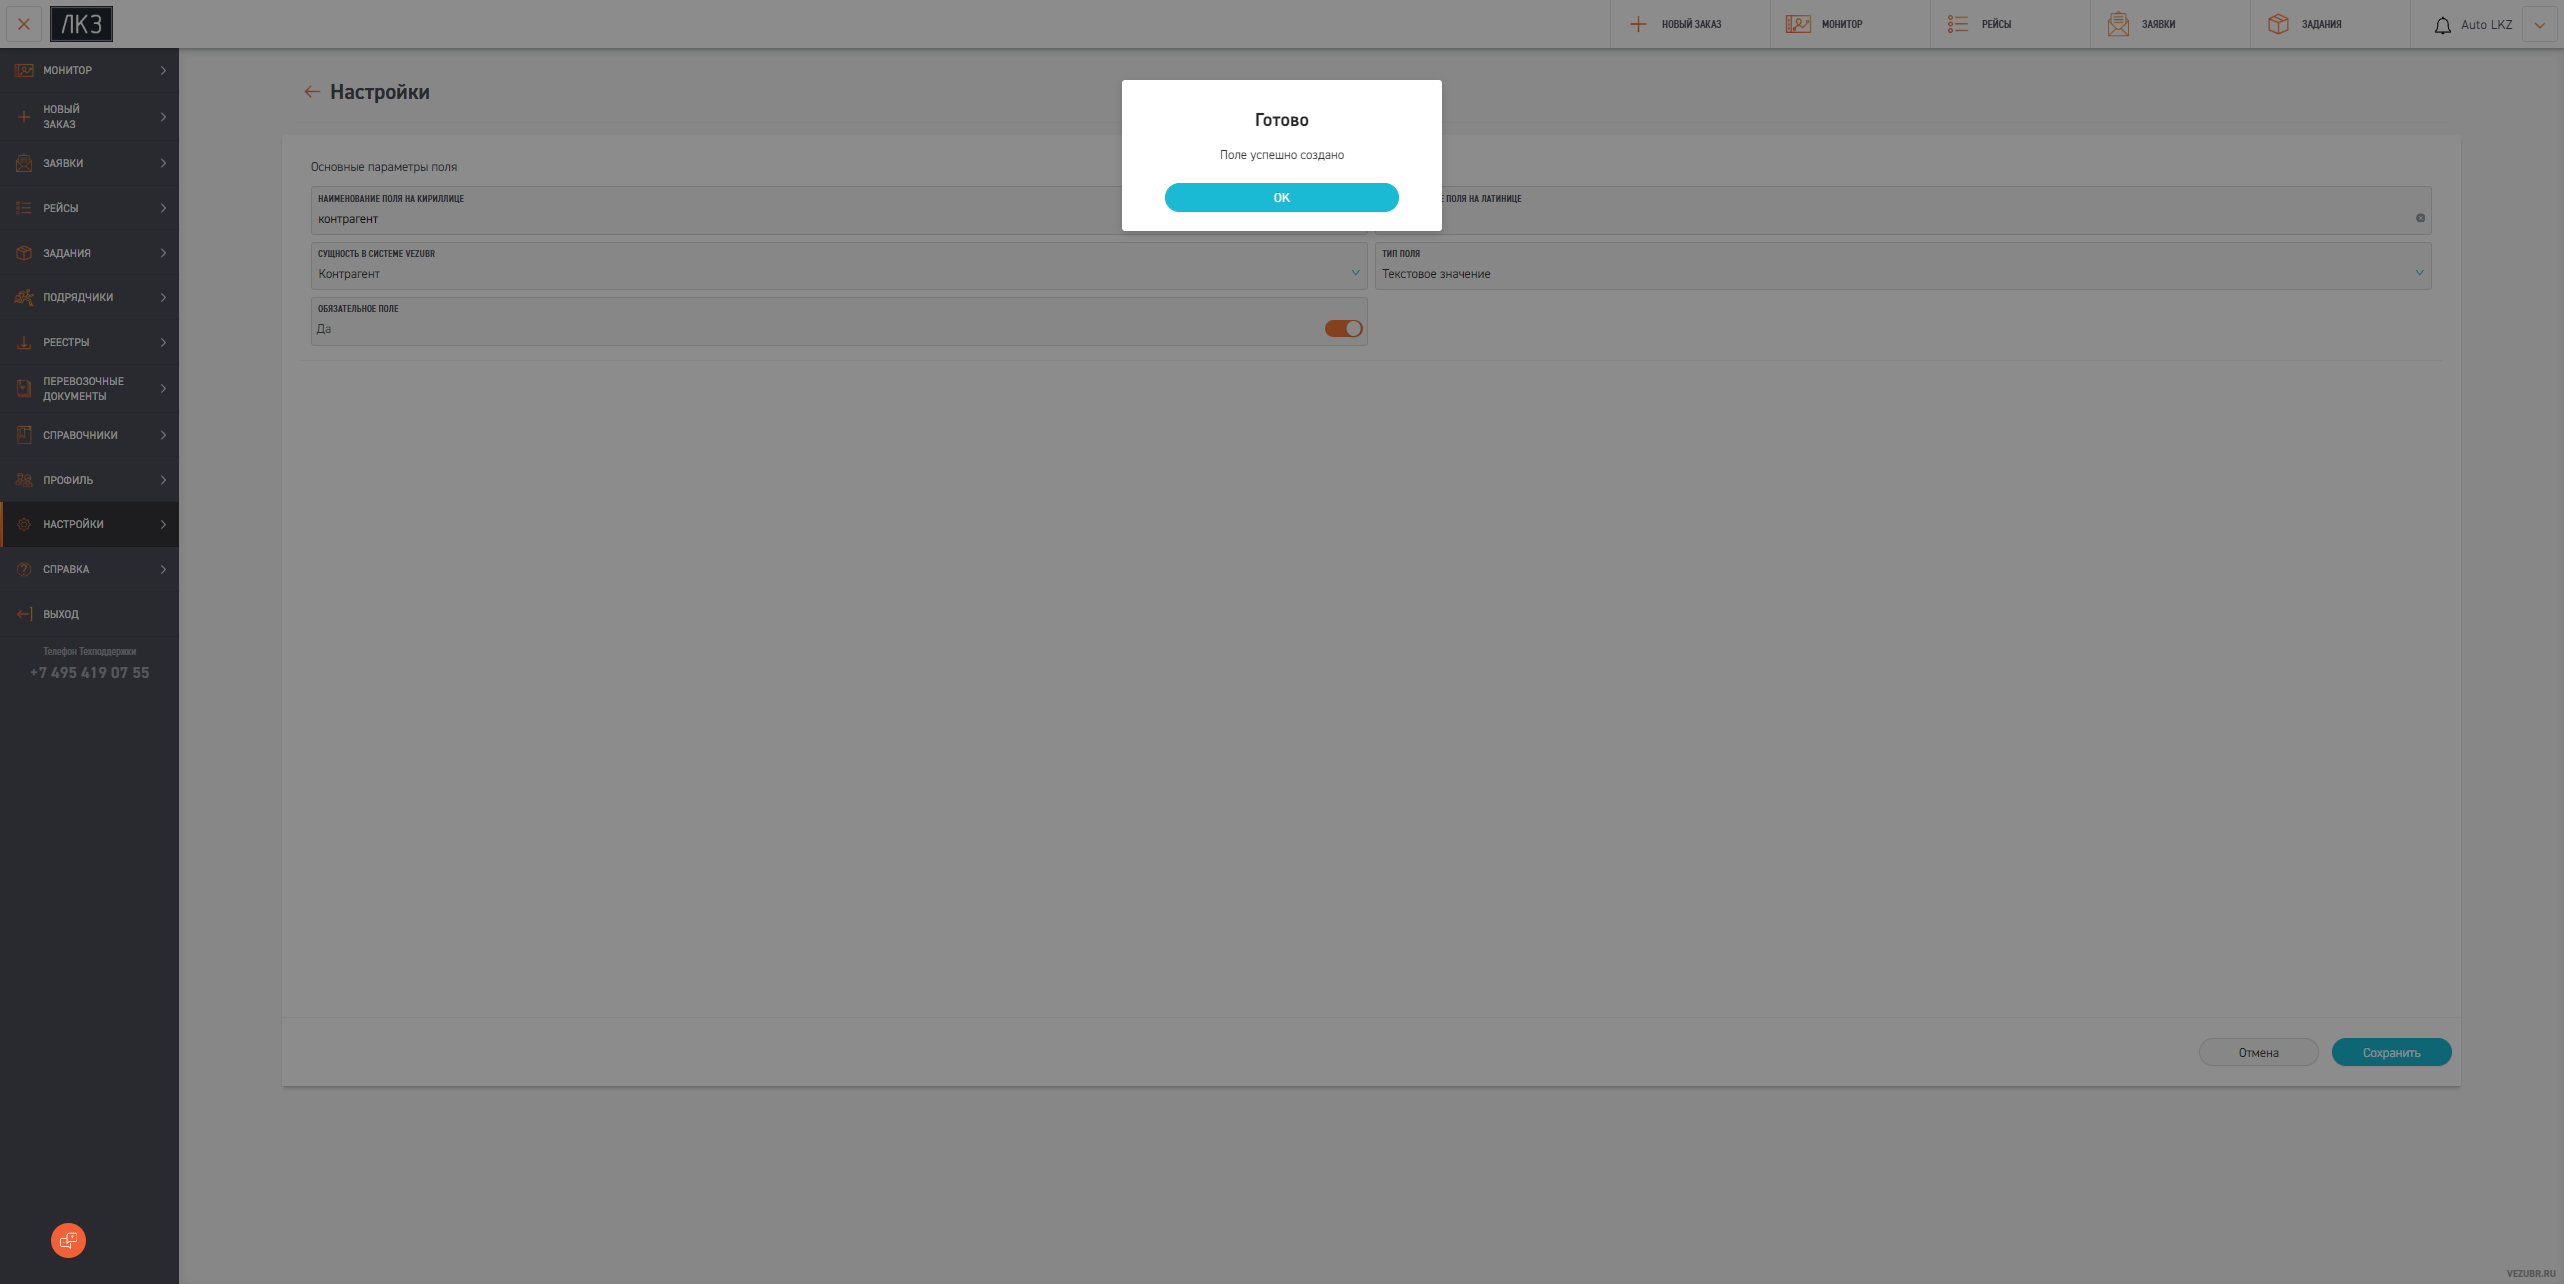 ЛКЗ
НОВЫЙ ЗАКАЗ
МОНИТОР
РЕЙСЫ
ЗАЯВКИ
ЗАДАНИЯ
Auto LKZ
МОНИТОР
НОВЫЙ
ЗАКАЗ
ЗАЯВКИ
РЕЙСЫ
ЗАДАНИЯ
ПОДРЯДЧИКИ
РЕЕСТРЫ
ПЕРЕВОЗОЧНЫЕ
ДОКУМЕНТЫ
СПРАВОЧНИКИ
ПРОФИЛЬ
НАСТРОЙКИ
СПРАВКА
ВЫХОД
Телефон Техподдержки
+7 495 419 07 55
Настройки
Готово
Поле успешно создано
ОК
Основные параметры поля
НАИМЕНОВАНИЕ ПОЛЯ НА КИРИЛЛИЦЕ
контрагент
ПОЛЯ НА ЛАТИНИЦЕ
СУЩНОСТЬ В СИСТЕМЕ VEZUBR
Контрагент
ТИП ПОЛЯ
Текстовое значение
ОБЯЗАТЕЛЬНОЕ ПОЛЕ
Да
Отмена
Сохранить
VEZUBR.RU